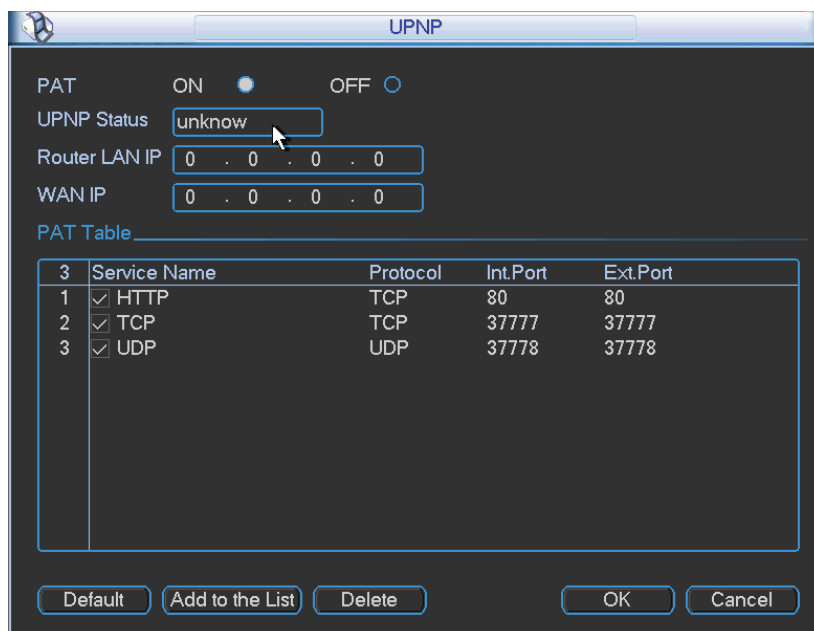 UPNP
PAT ON OFF
UPNP Status unknow
Router LAN IP 0 . 0 . 0 . 0
WAN IP 0 . 0 . 0 . 0
PAT Table
3 Service Name Protocol Int.Port Ext.Port
1 HTTP TCP 80 80
2 TCP TCP 37777 37777
3 UDP UDP 37778 37778
Default Add to the List Delete OK Cancel